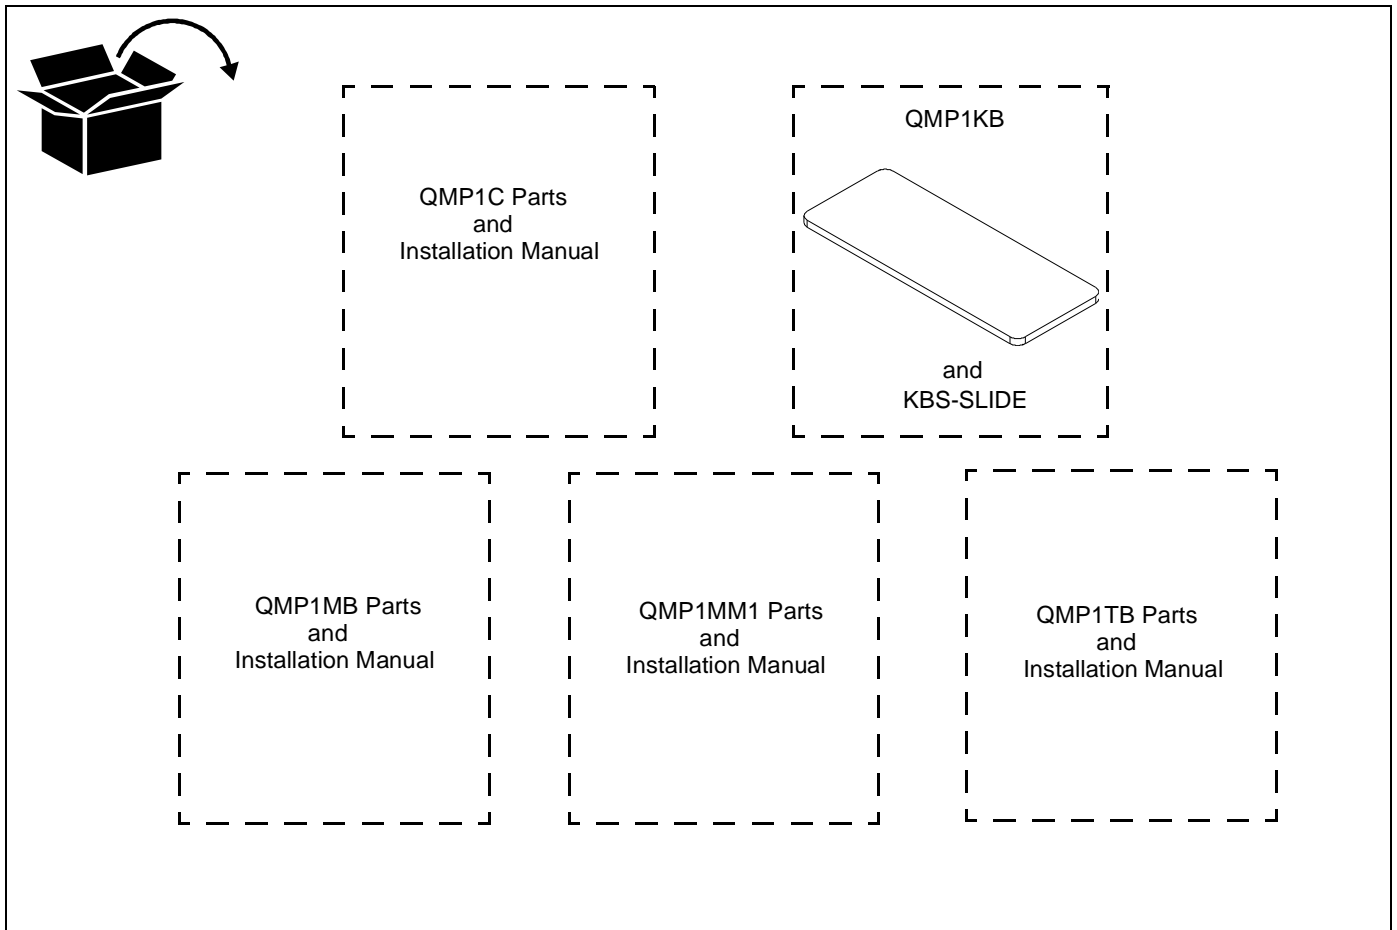 QMP1C Parts
and
Installation Manual
QMP1KB
and
KBS-SLIDE
QMP1MB Parts
and
Installation Manual
QMP1MM1 Parts
and
Installation Manual
QMP1TB Parts
and
Installation Manual